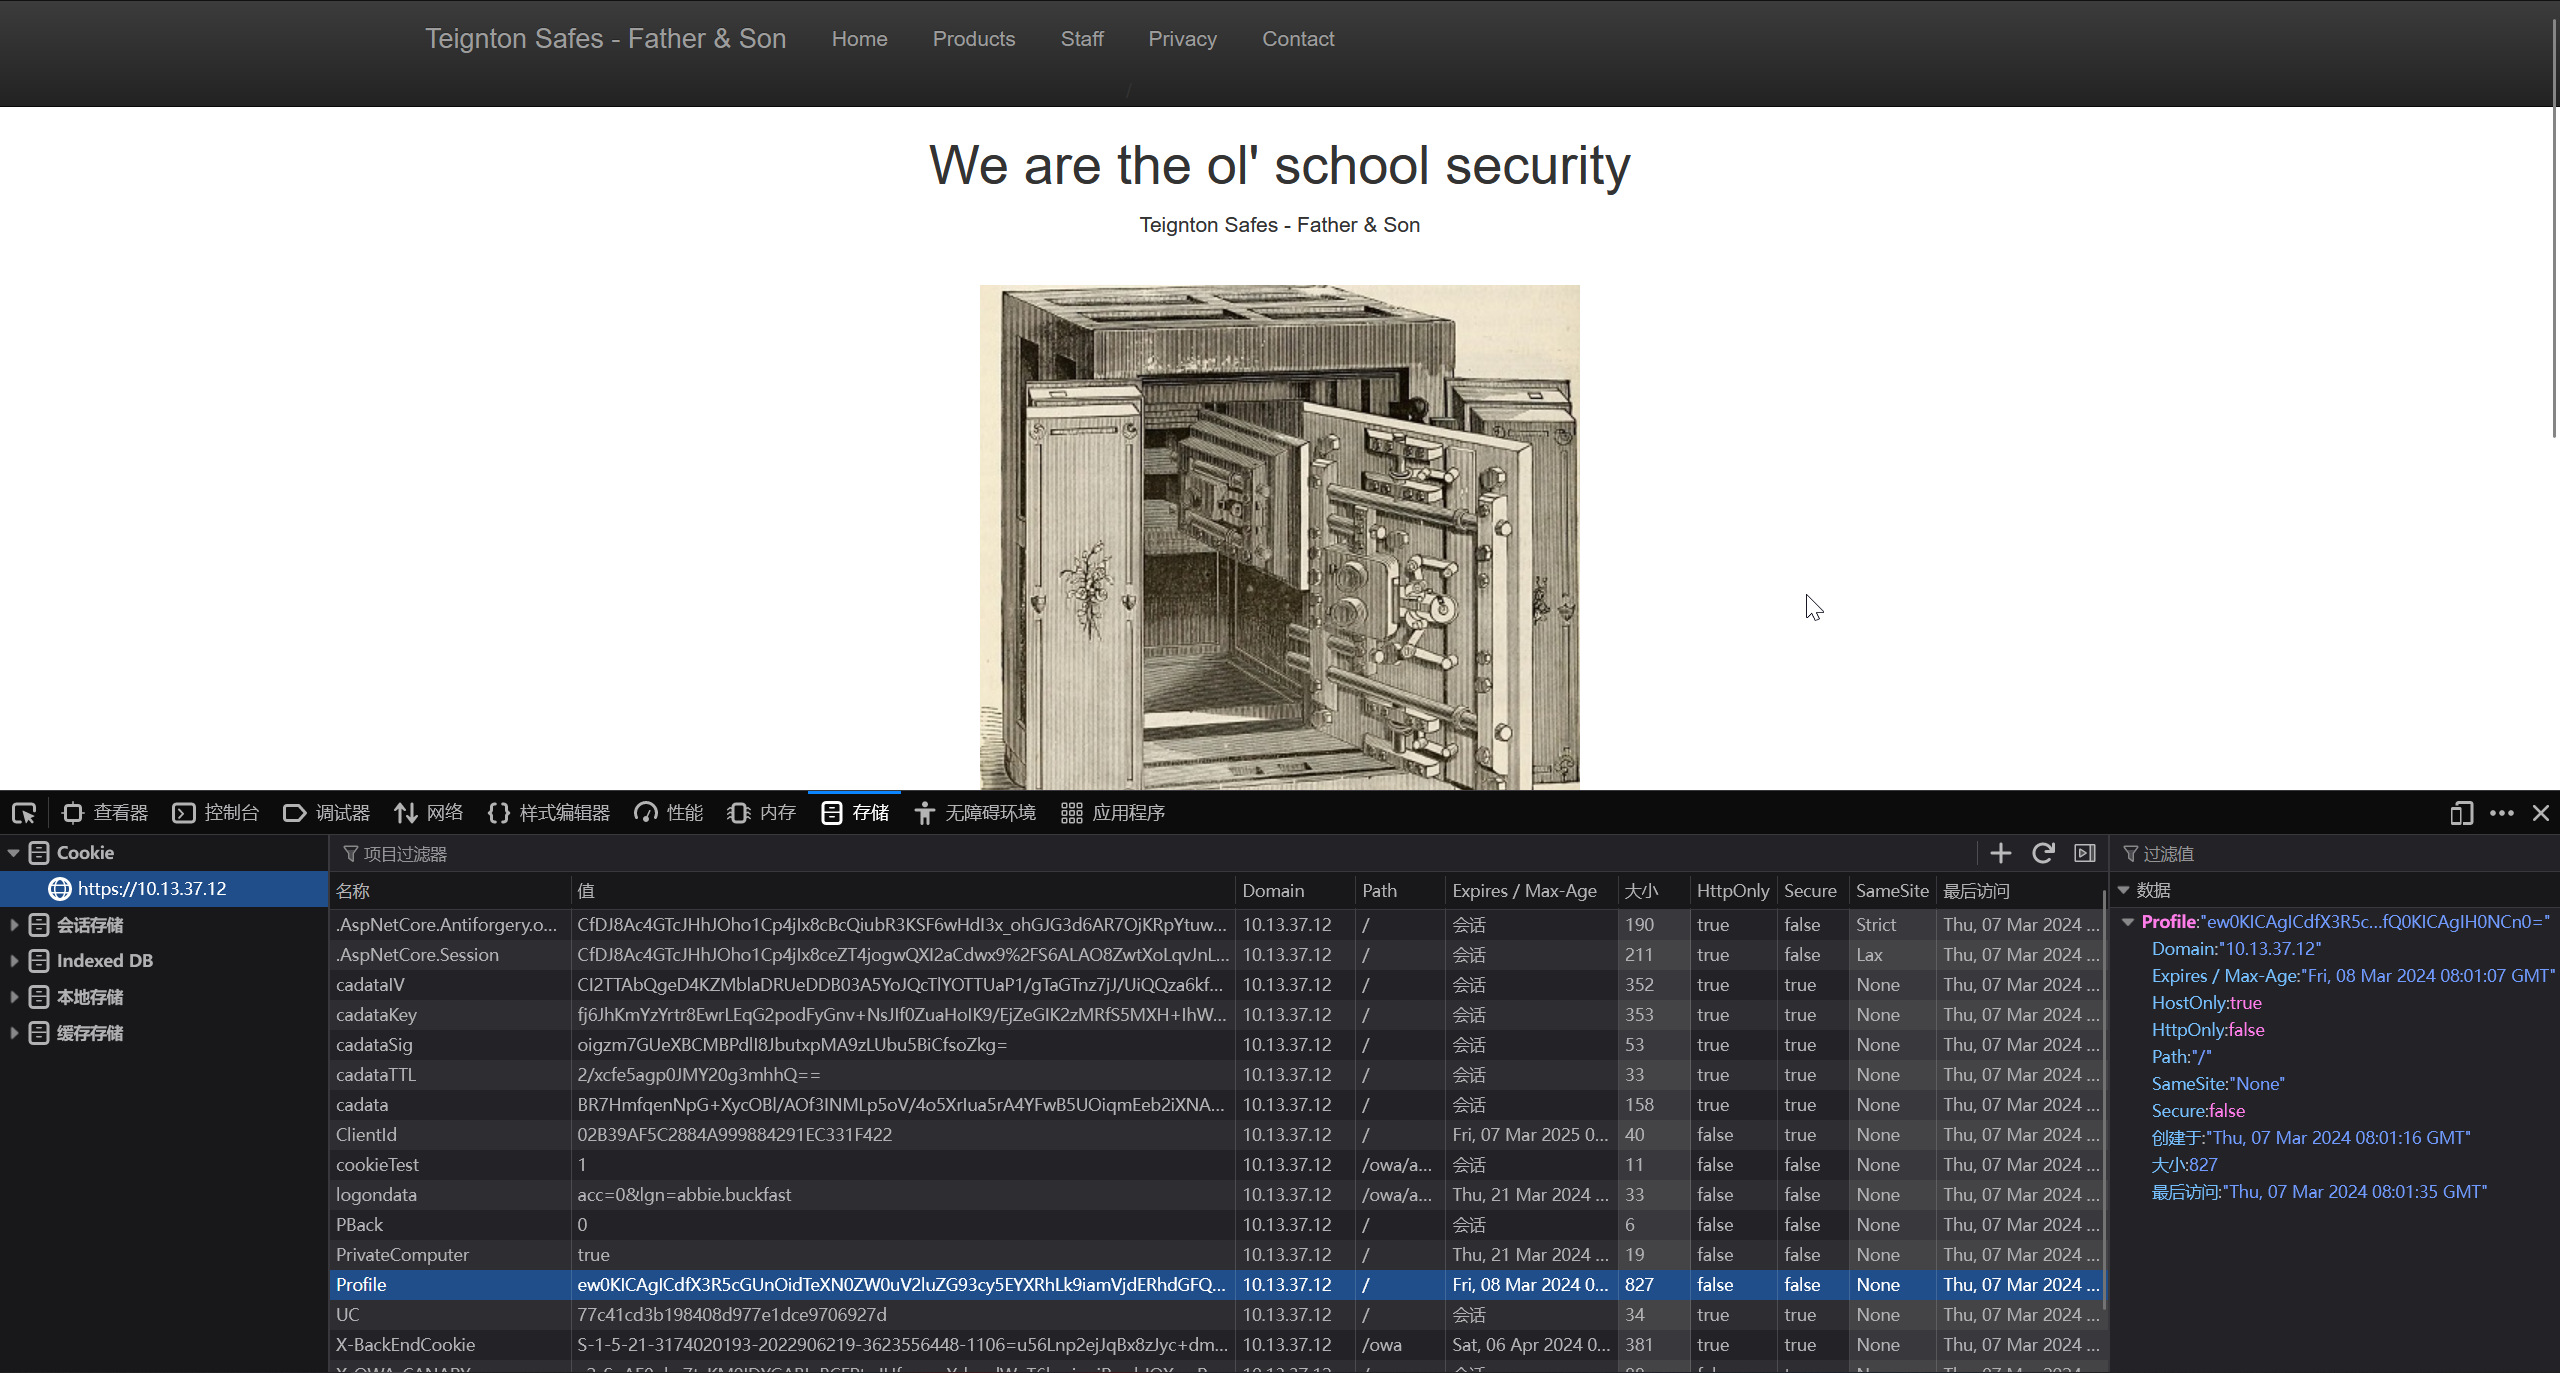 Teignton Safes - Father & Son Home Products Staff Privacy Contact
/
We are the ol' school security
Teignton Safes - Father & Son
查看器 控制台 调试器 网络 样式编辑器 性能 内存 存储 无障碍环境 应用程序
Cookie
https://10.13.37.12
会话存储
Indexed DB
本地存储
缓存存储
项目过滤器
名称 值 Domain Path Expires / Max-Age 大小 HttpOnly Secure SameSite 最后访问
.AspNetCore.Antiforgery.o... CfDJ8Ac4GTcJHhJOho1Cp4jIx8cBcQiubR3KSF6wHdI3x_ohGJG3d6AR7OjKRpYtuw... 10.13.37.12 / 会话 190 true false Strict Thu, 07 Mar 2024 ...
.AspNetCore.Session CfDJ8Ac4GTcJHhJOho1Cp4jIx8ceZT4jogwQXI2aCdwx9%2FS6ALAO8ZwtXoLqvJnL... 10.13.37.12 / 会话 211 true false Lax Thu, 07 Mar 2024 ...
cadataIV CI2TTAbQgeD4KZMblaDRUeDDB03A5YoJQcTlYOTTUaP1/gTaGTnz7jJ/UiQQza6kf... 10.13.37.12 / 会话 352 true true None Thu, 07 Mar 2024 ...
cadataKey fj6JhKmYzYrtr8EwrLEqG2podFyGnv+NsJIf0ZuaHoIK9/EjZeGIK2zMRfS5MXH+IhW... 10.13.37.12 / 会话 353 true true None Thu, 07 Mar 2024 ...
cadataSig oigzm7GUeXBCMBPdlI8JbutxpMA9zLUbu5BiCfsoZkg= 10.13.37.12 / 会话 53 true true None Thu, 07 Mar 2024 ...
cadataTTL 2/xcfe5agp0JMY20g3mhhQ== 10.13.37.12 / 会话 33 true true None Thu, 07 Mar 2024 ...
cadata BR7HmfqenNpG+XycOBl/AOf3INMLp5oV/4o5XrIua5rA4YFwB5UOiqmEeb2iXNA... 10.13.37.12 / 会话 158 true true None Thu, 07 Mar 2024 ...
ClientId 02B39AF5C2884A999884291EC331F422 10.13.37.12 / Fri, 07 Mar 2025 0... 40 false true None Thu, 07 Mar 2024 ...
cookieTest 1 10.13.37.12 /owa/a... 会话 11 false false None Thu, 07 Mar 2024 ...
logondata acc=0&lgn=abbie.buckfast 10.13.37.12 /owa/a... Thu, 21 Mar 2024 ... 33 false false None Thu, 07 Mar 2024 ...
PBack 0 10.13.37.12 / 会话 6 false false None Thu, 07 Mar 2024 ...
PrivateComputer true 10.13.37.12 / Thu, 21 Mar 2024 ... 19 false false None Thu, 07 Mar 2024 ...
Profile ew0KICAgICdfX3R5cGUnOidTeXN0ZW0uV2luZG93cy5EYXRhLk9iamVjdERhdGFQ... 10.13.37.12 / Fri, 08 Mar 2024 0... 827 false false None Thu, 07 Mar 2024 ...
UC 77c41cd3b198408d977e1dce9706927d 10.13.37.12 / 会话 34 true true None Thu, 07 Mar 2024 ...
X-BackEndCookie S-1-5-21-3174020193-2022906219-3623556448-1106=u56Lnp2ejJqBx8zJyc+dm... 10.13.37.12 /owa Sat, 06 Apr 2024 0... 381 true true None Thu, 07 Mar 2024 ...
过滤值
数据
Profile:"ew0KICAgICdfX3R5c...fQ0KICAgIH0NCn0="
Domain:"10.13.37.12"
Expires / Max-Age:"Fri, 08 Mar 2024 08:01:07 GMT"
HostOnly:true
HttpOnly:false
Path:"/"
SameSite:"None"
Secure:false
创建于:"Thu, 07 Mar 2024 08:01:16 GMT"
大小:827
最后访问:"Thu, 07 Mar 2024 08:01:35 GMT"